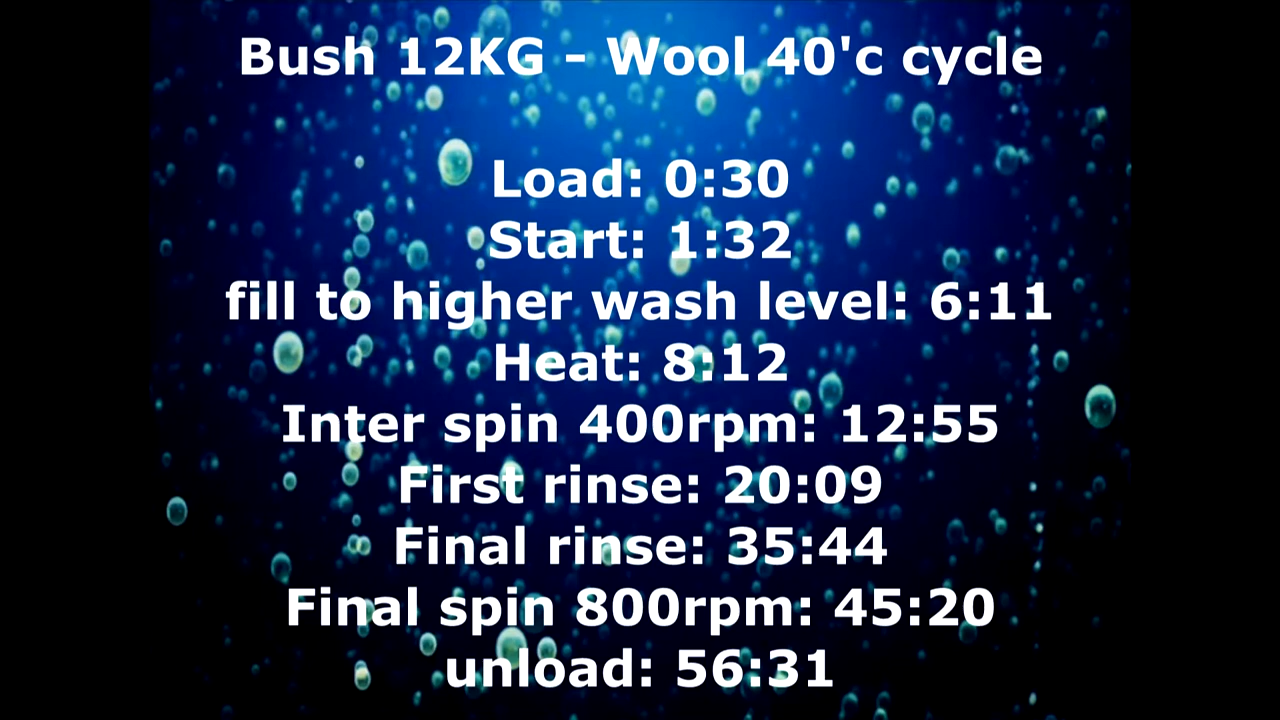 Bush 12KG - Wool 40'c cycle
Load: 0:30
Start: 1:32
fill to higher wash level: 6:11
Heat: 8:12
Inter spin 400rpm: 12:55
First rinse: 20:09
Final rinse: 35:44
Final spin 800rpm: 45:20
unload: 56:31